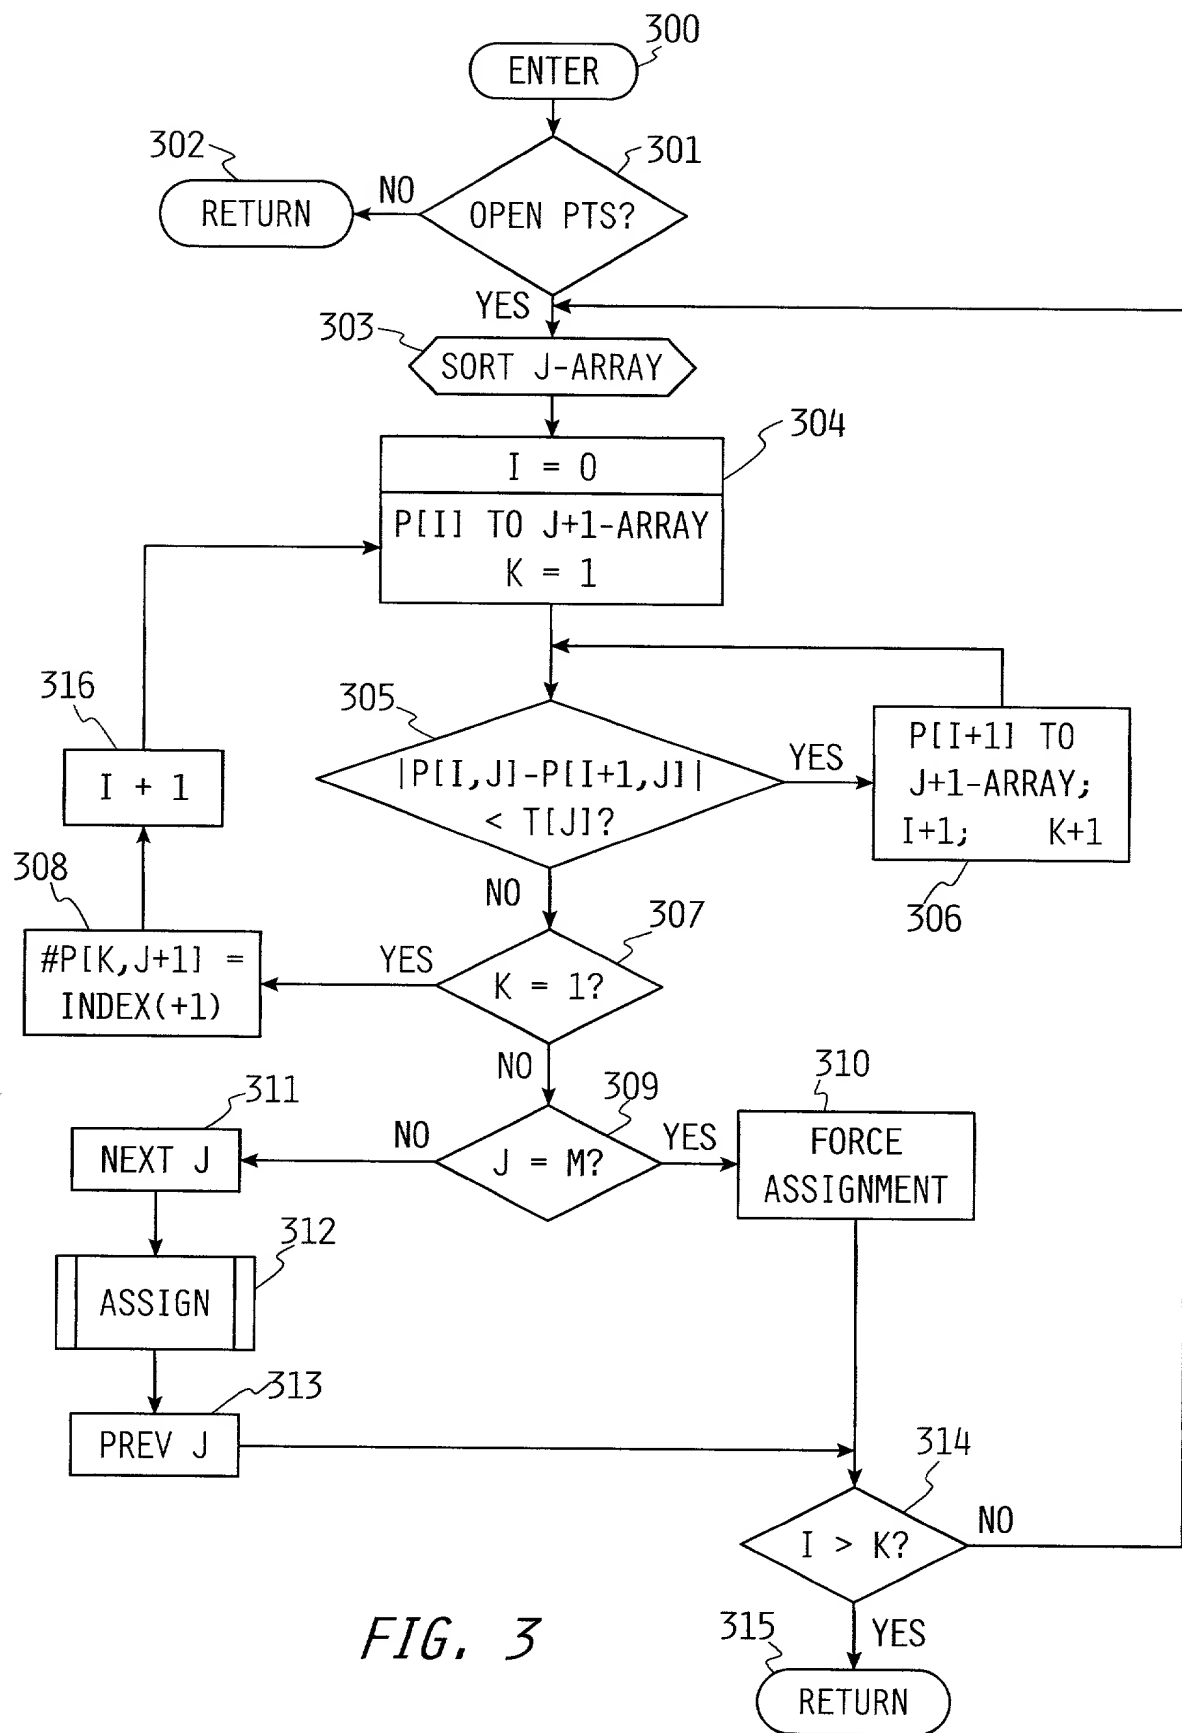 300
ENTER
301
302
NO
RETURN
OPEN PTS?
YES
303
SORT J-ARRAY
304
I = 0
P[I] TO J+1-ARRAY
K = 1
316
I + 1
305
|P[I,J]-P[I+1,J]|
< T[J]?
YES
P[I+1] TO
J+1-ARRAY;
I+1; K+1
306
NO
308
#P[K,J+1] =
INDEX(+1)
YES
307
K = 1?
NO
309
310
311
NO
J = M?
YES
FORCE
ASSIGNMENT
NEXT J
312
ASSIGN
313
PREV J
314
I > K?
NO
YES
315
RETURN
FIG. 3